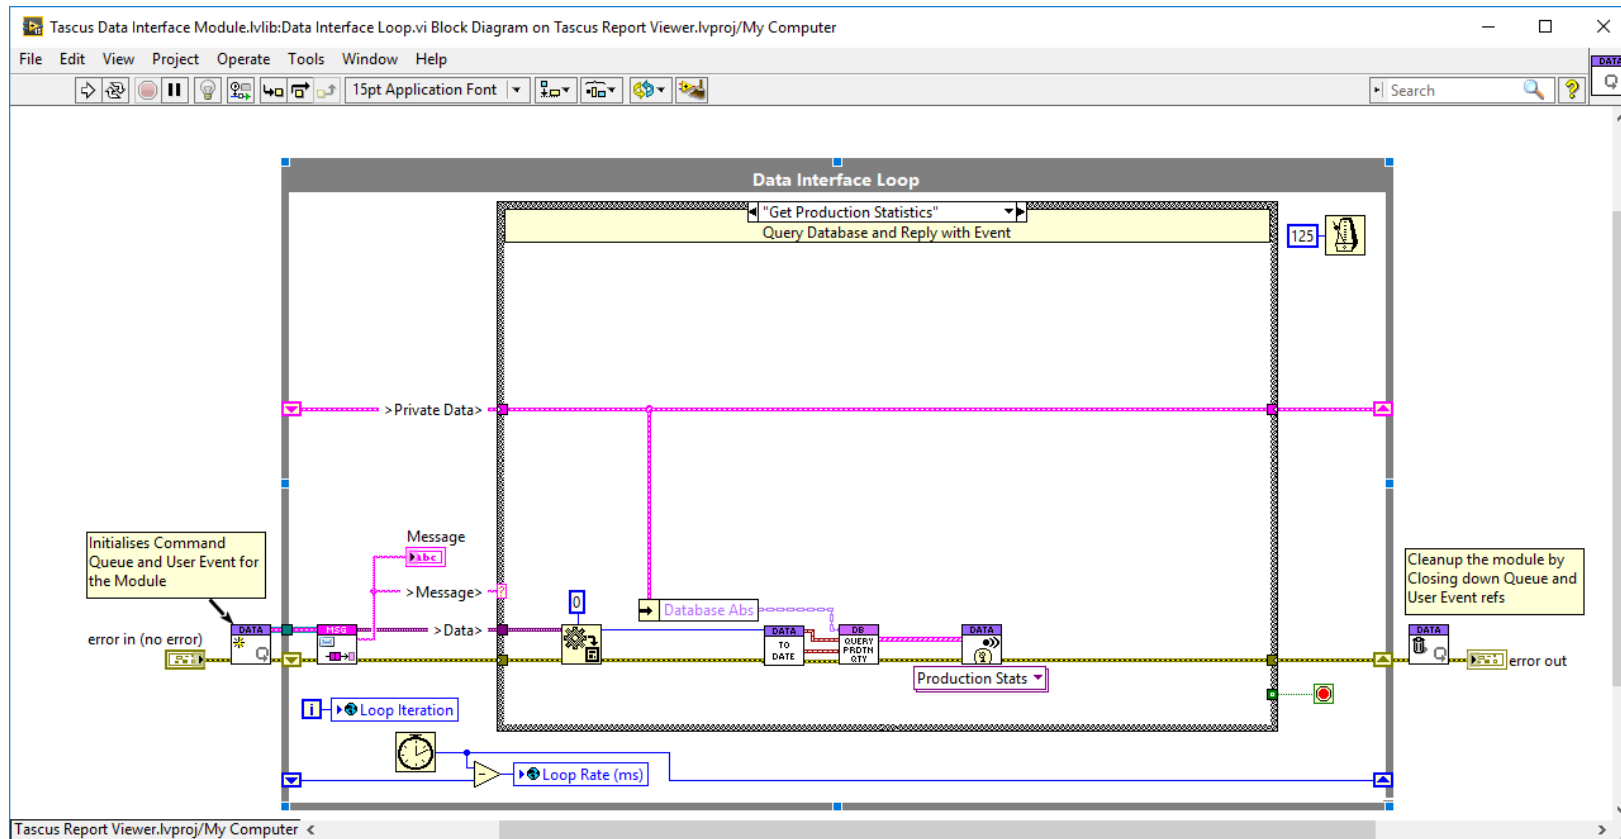 Tascus Data Interface Module.lvlib:Data Interface Loop.vi Block Diagram on Tascus Report Viewer.lvproj/My Computer
File Edit View Project Operate Tools Window Help
DATA
15pt Application Font
Search
Data Interface Loop
"Get Production Statistics"
Query Database and Reply with Event
125
>Private Data>
Initialises Command
Queue and User Event for
the Module
Message
abc
>Message>
?
0
Database Abs
Cleanup the module by
Closing down Queue and
User Event refs
error in (no error)
DATA
MSG
>Data>
DATA
TO
DATE
DB
QUERY
PRDTN
QTY
DATA
DATA
error out
Production Stats
i
Loop Iteration
Loop Rate (ms)
Tascus Report Viewer.lvproj/My Computer